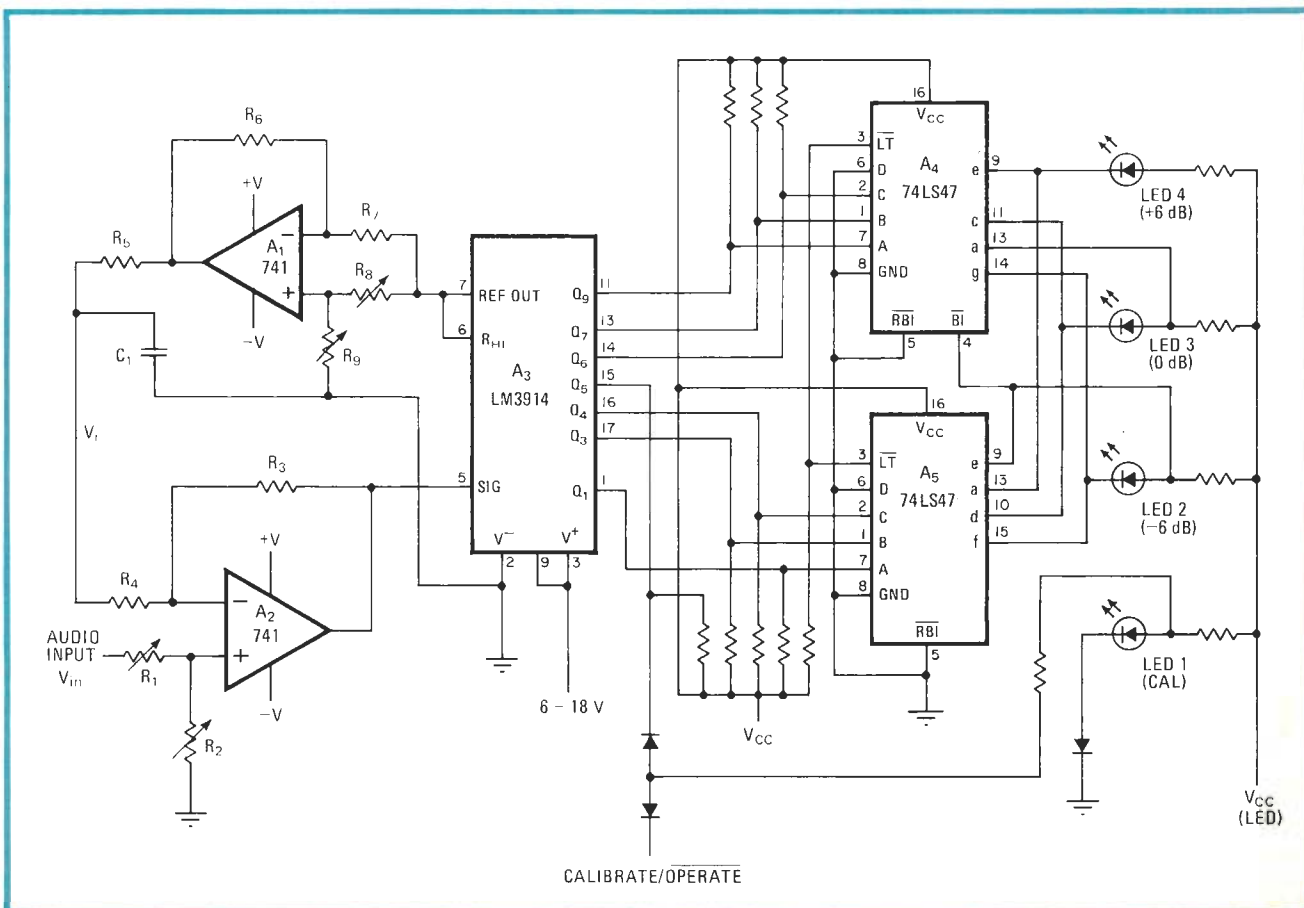 R6
+V
R7
R5
A1
741
R8
−V
R9
C1
V_r
R3
+V
R4
A2
741
AUDIO
INPUT
Vin
R1
−V
R2
7 REF OUT
6 RHI
A3
LM3914
5 SIG
V−
V+
2
9
3
6 – 18 V
Q9 11
Q7 13
Q6 14
Q5 15
Q4 16
Q3 17
Q1 1
16
VCC
3 LT
6 D
2 C
1 B
7 A
8 GND
A4
74LS47
e 9
c 11
a 13
g 14
RBI
5
BI
4
16
VCC
3 LT
6 D
2 C
1 B
7 A
8 GND
A5
74LS47
e 9
a 13
d 10
f 15
RBI
5
LED 4
(+6 dB)
LED 3
(0 dB)
LED 2
(−6 dB)
LED 1
(CAL)
VCC
VCC
(LED)
CALIBRATE/OPERATE